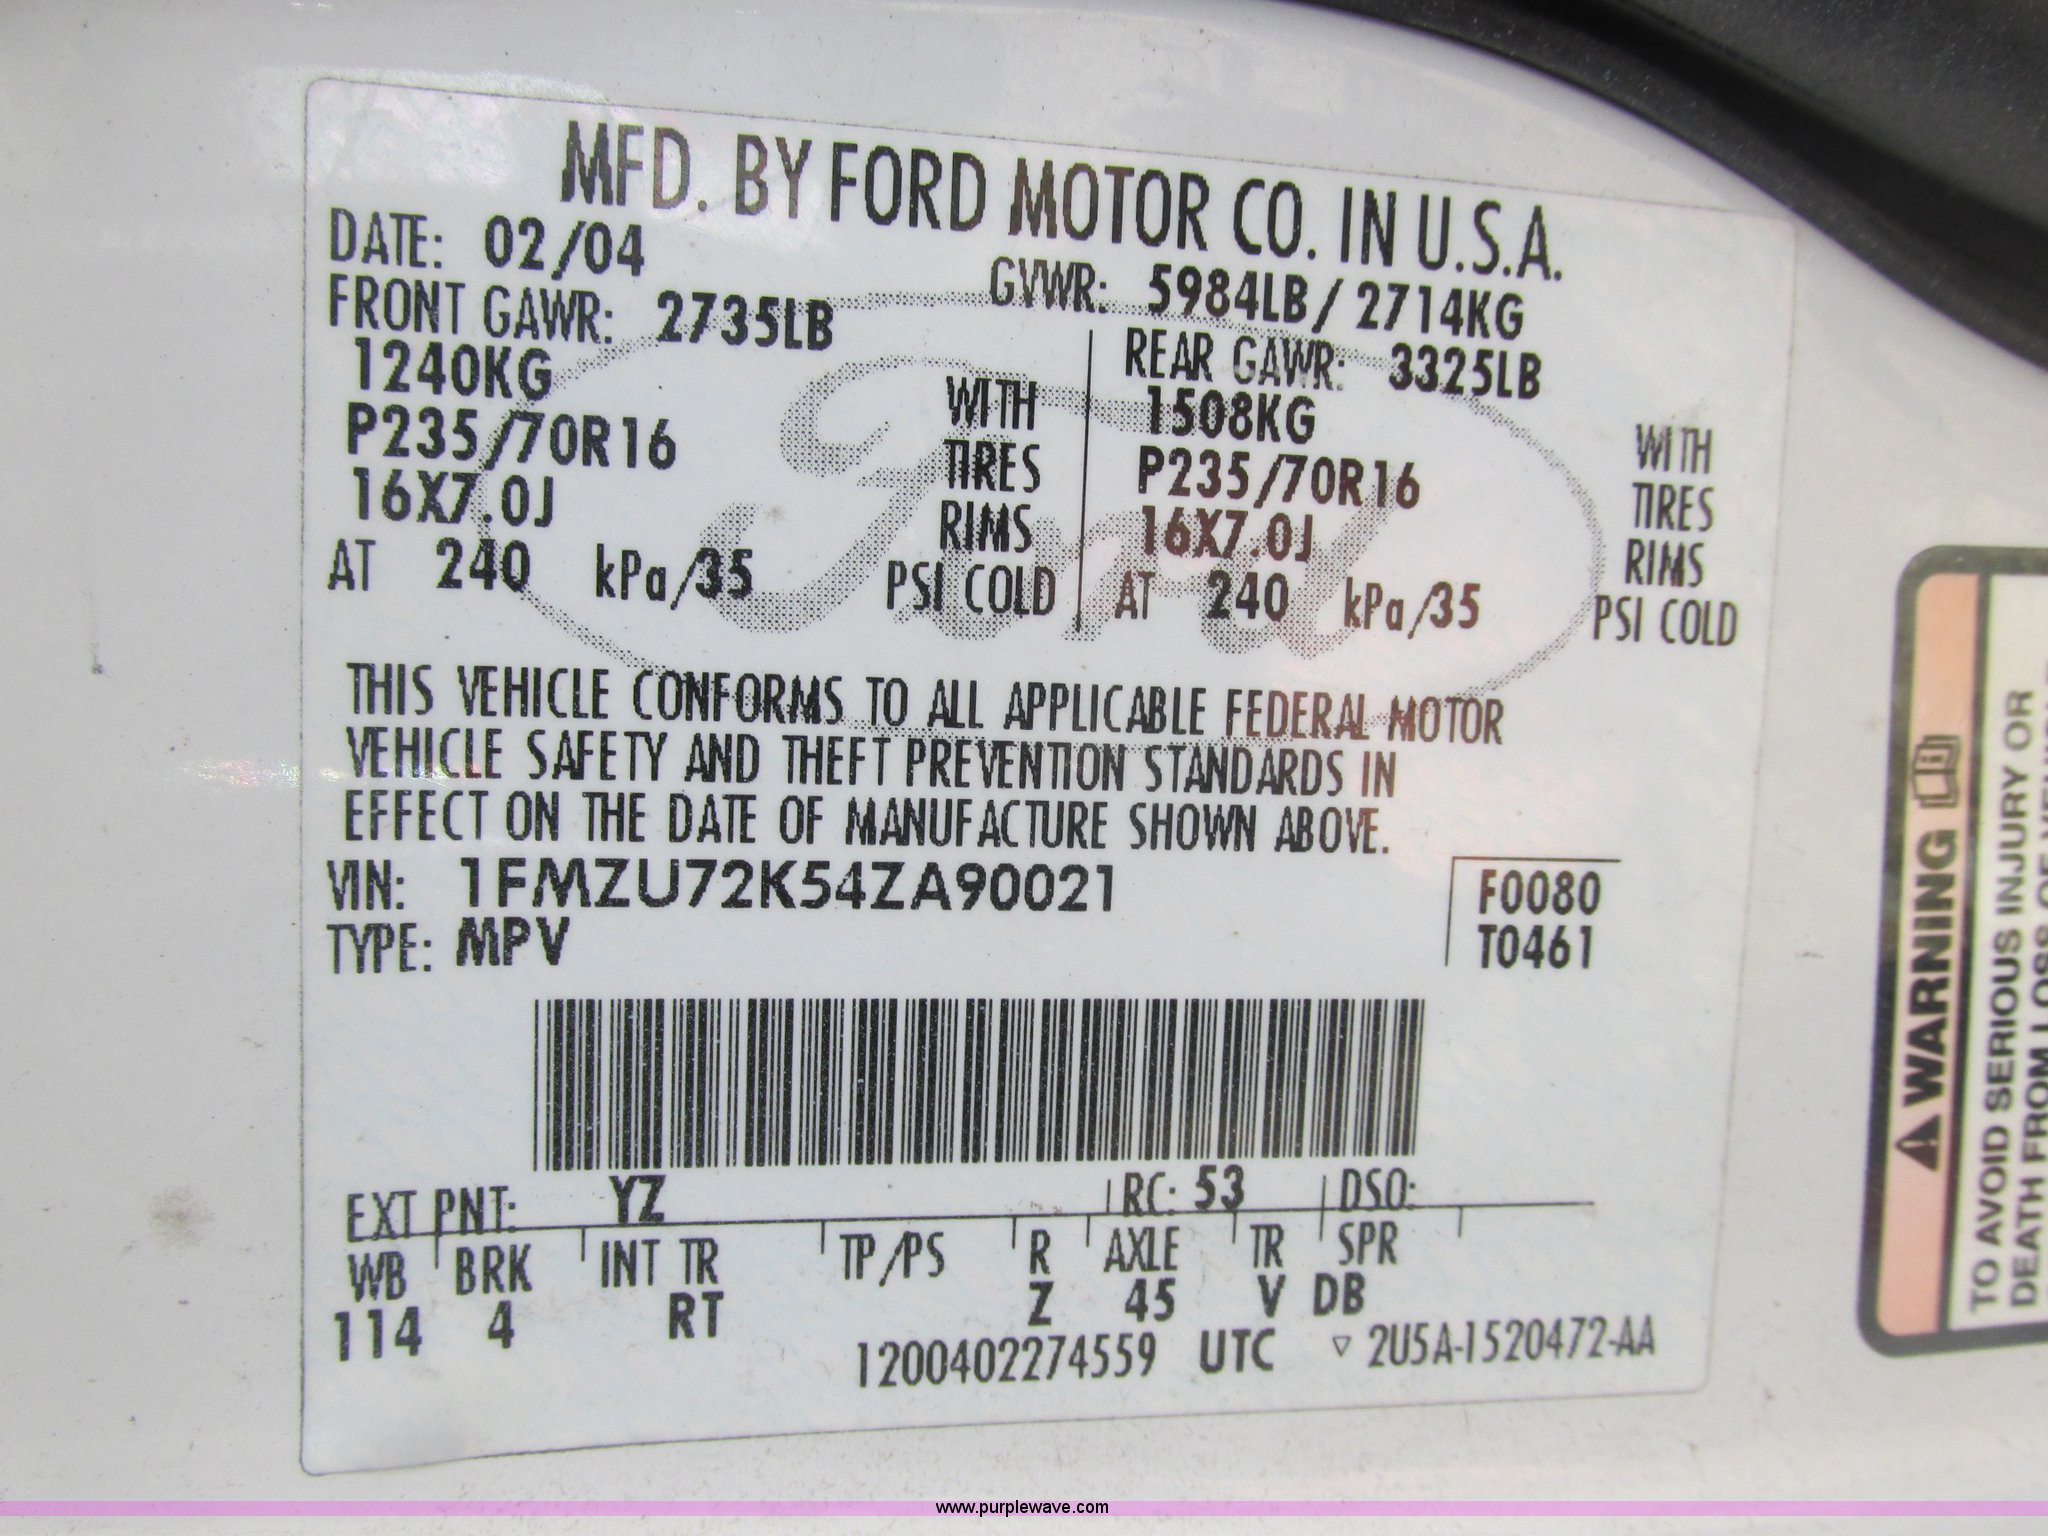 MFD. BY FORD MOTOR CO. IN U.S.A.
DATE: 02/04 GVWR: 5984LB / 2714KG
FRONT GAWR: 2735LB REAR GAWR: 3325LB
1240KG WITH 1508KG WITH
P235/70R16 TIRES P235/70R16 TIRES
16X7.0J RIMS 16X7.0J RIMS
AT 240 kPa/35 PSI COLD AT 240 kPa/35 PSI COLD
Ford
THIS VEHICLE CONFORMS TO ALL APPLICABLE FEDERAL MOTOR
VEHICLE SAFETY AND THEFT PREVENTION STANDARDS IN
EFFECT ON THE DATE OF MANUFACTURE SHOWN ABOVE.
VIN: 1FMZU72K54ZA90021 F0080
TYPE: MPV T0461
EXT PNT: YZ RC: 53 DSO:
WB BRK INT TR TP/PS R AXLE TR SPR
114 4 RT Z 45 V DB
1200402274559 UTC ▽ 2U5A-1520472-AA
⚠ WARNING
TO AVOID SERIOUS INJURY OR
DEATH FROM LOSS OF
www.purplewave.com